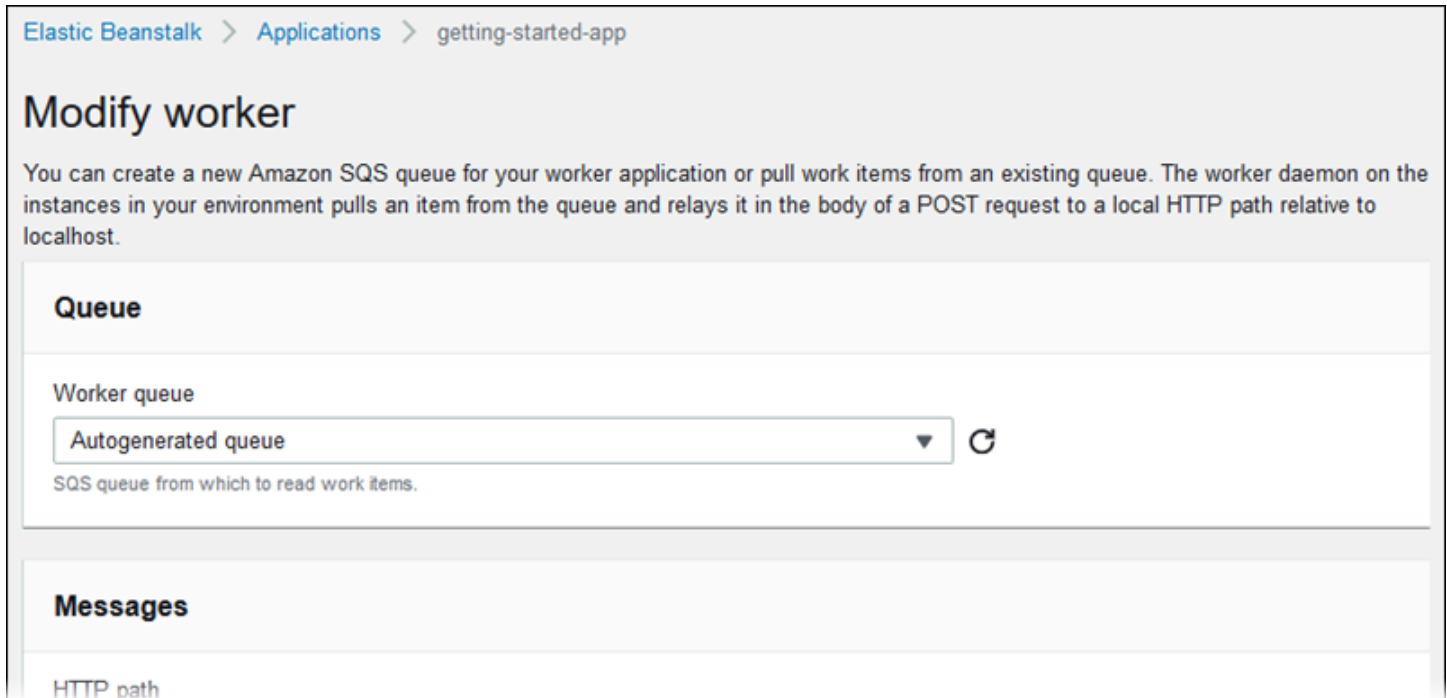 Elastic Beanstalk > Applications > getting-started-app
Modify worker
You can create a new Amazon SQS queue for your worker application or pull work items from an existing queue. The worker daemon on the
instances in your environment pulls an item from the queue and relays it in the body of a POST request to a local HTTP path relative to
localhost.
Queue
Worker queue
Autogenerated queue
SQS queue from which to read work items.
Messages
HTTP path